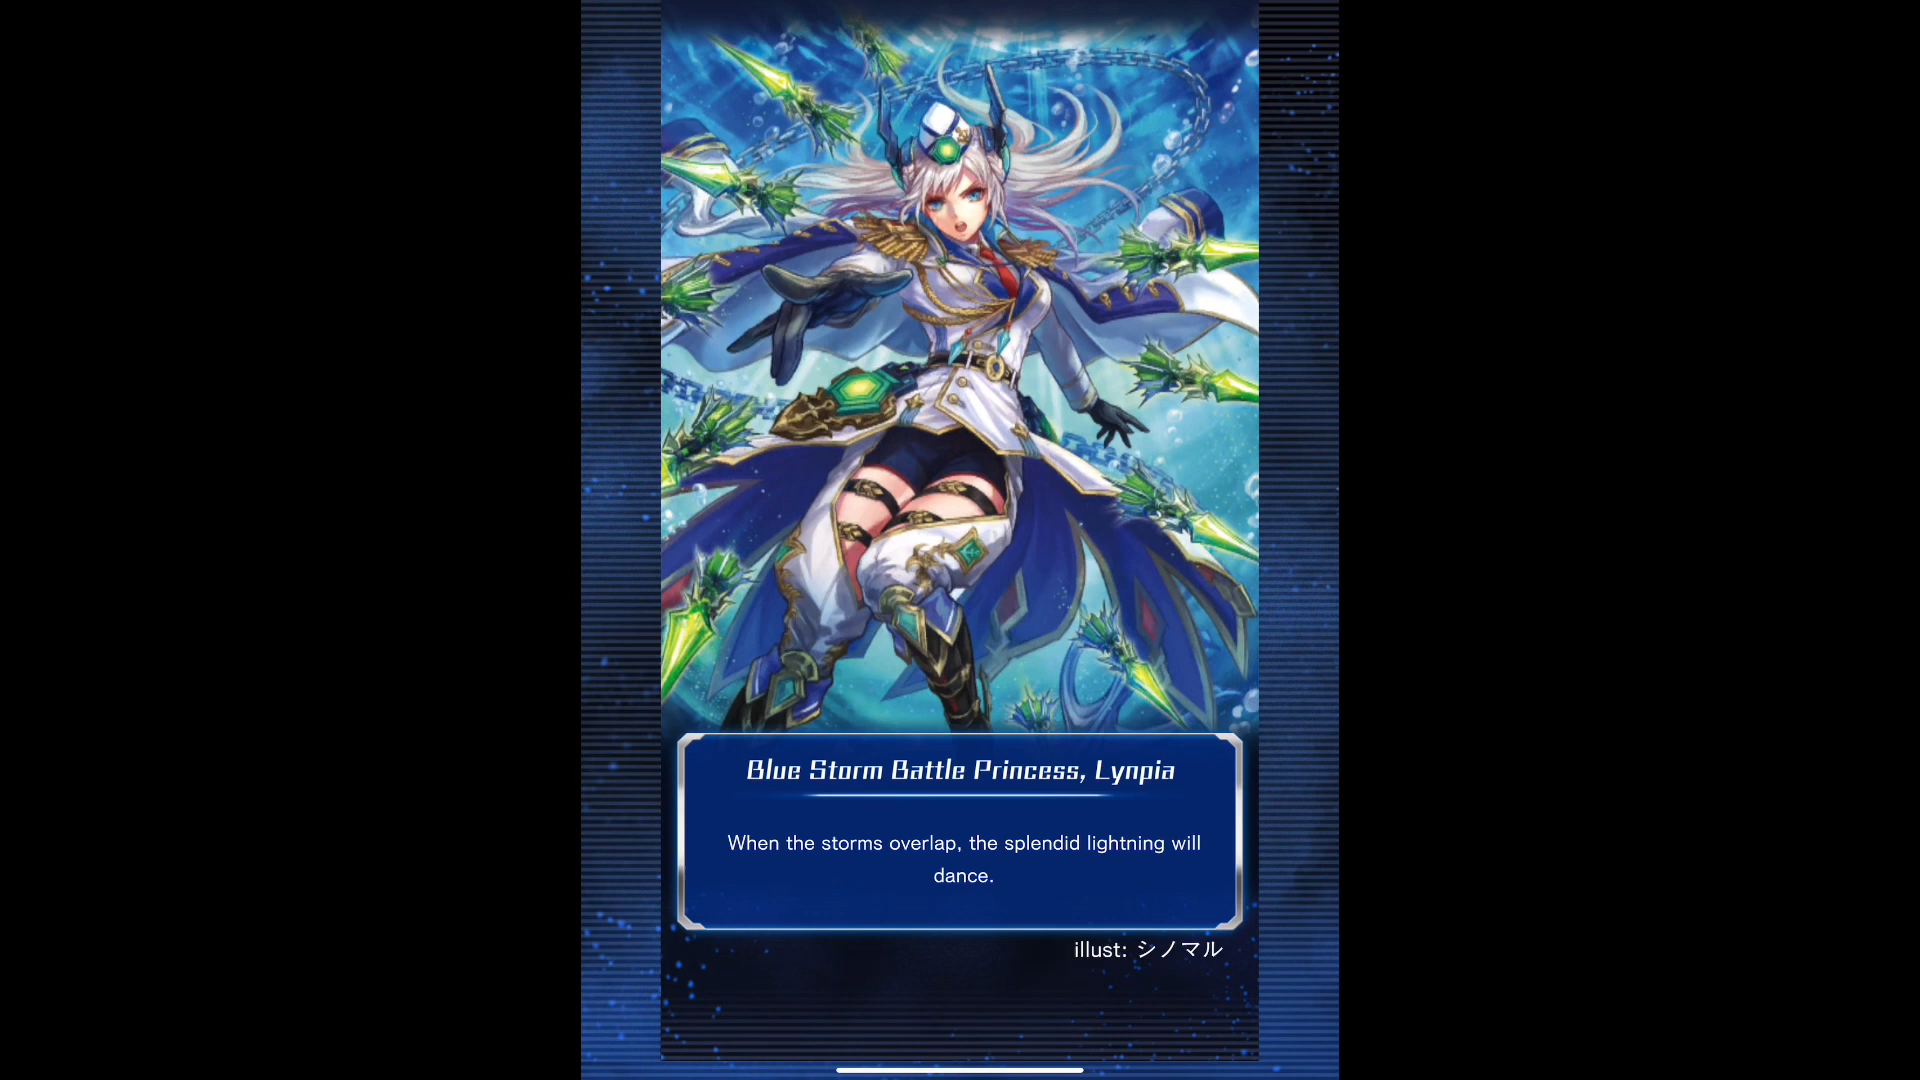 Blue Storm Battle Princess, Lynpia
When the storms overlap, the splendid lightning will
dance.
illust: シノマル